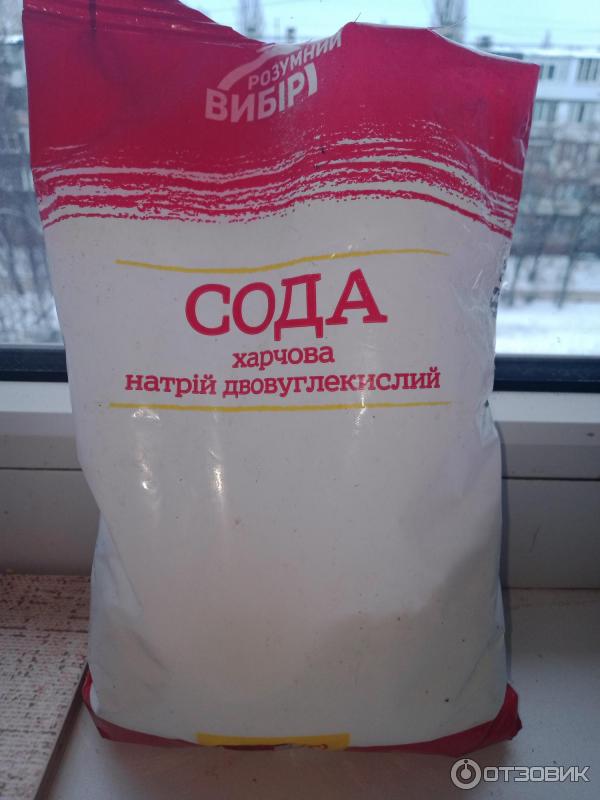 РОЗУМНИЙ
ВИБІР
СОДА
харчова
натрій двовуглекислий
ОТЗОВИК